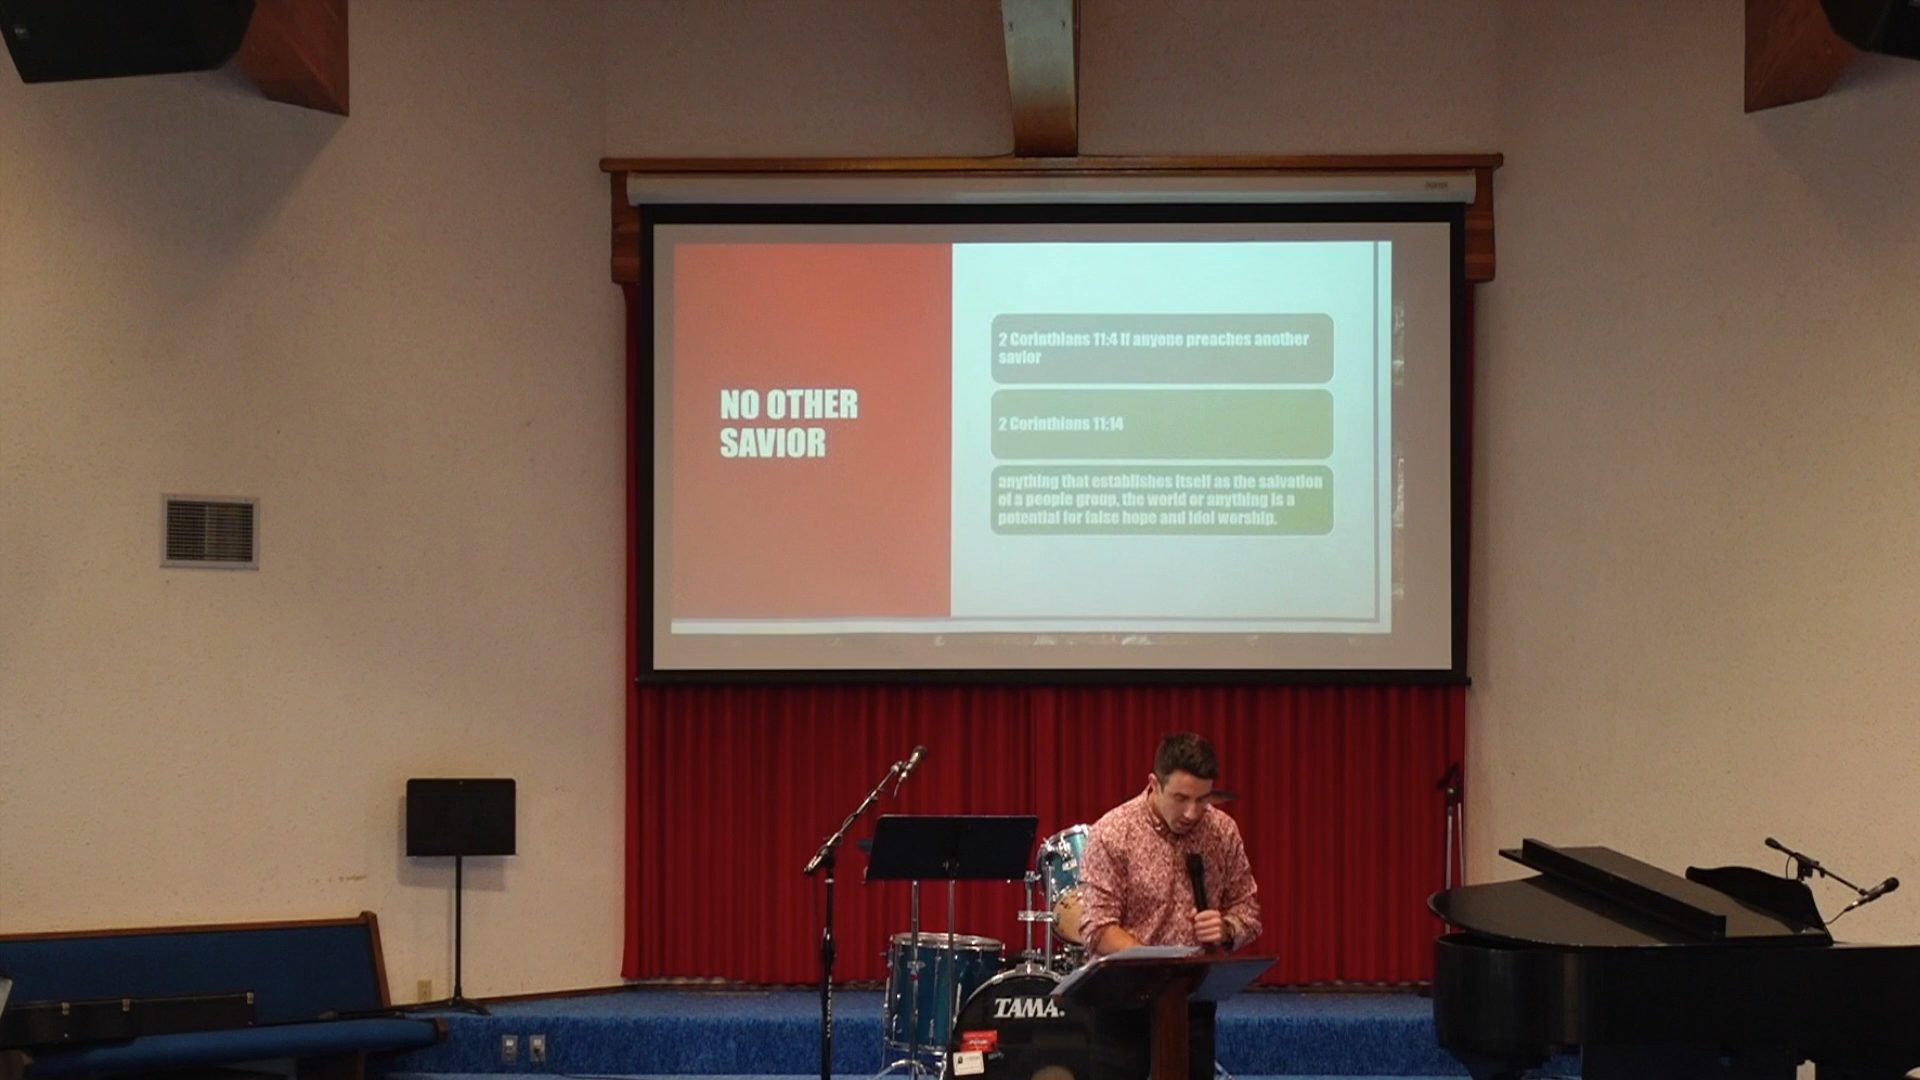 NO OTHER
SAVIOR
2 Corinthians 11:4 If anyone preaches another
savior
2 Corinthians 11:14
anything that establishes itself as the salvation
of a people group, the world or anything is a
potential for false hope and idol worship.
TAMA.